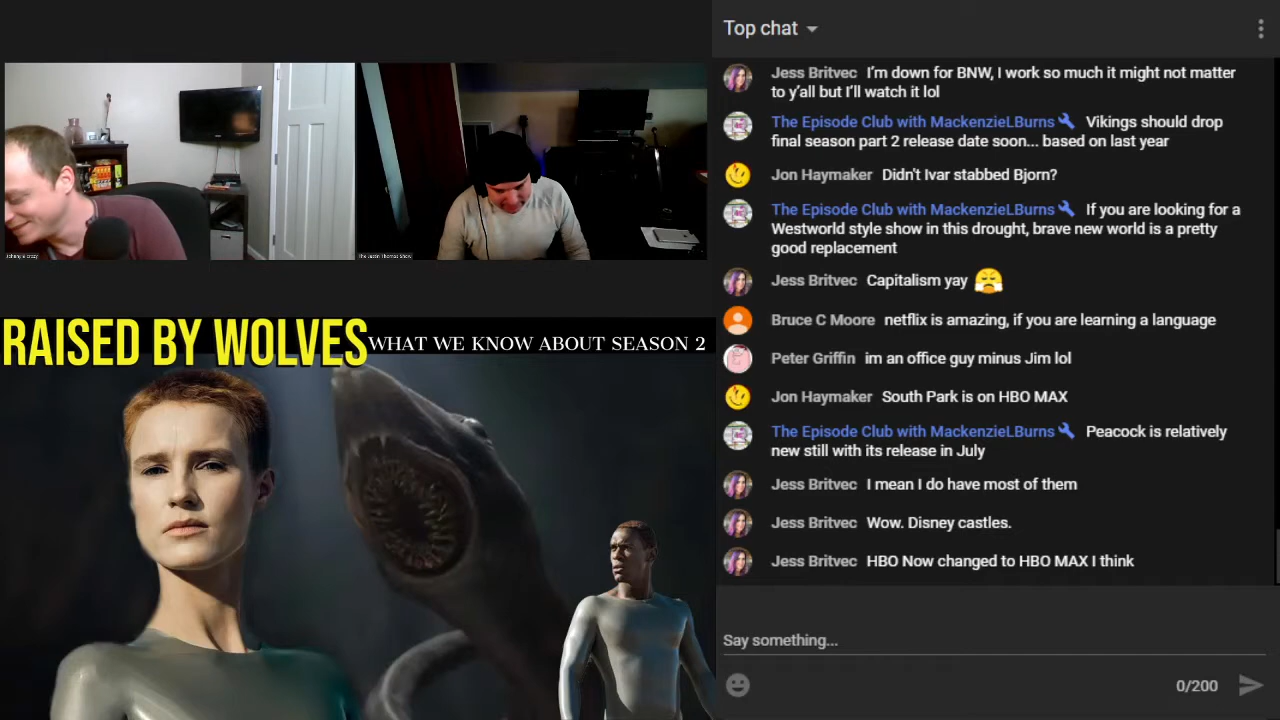 Top chat
Jess Britvec I'm down for BNW, I work so much it might not matter
to y'all but I'll watch it lol
The Episode Club with MackenzieLBurns Vikings should drop
final season part 2 release date soon... based on last year
Jon Haymaker Didn't Ivar stabbed Bjorn?
The Episode Club with MackenzieLBurns If you are looking for a
Westworld style show in this drought, brave new world is a pretty
good replacement
Jess Britvec Capitalism yay
Bruce C Moore netflix is amazing, if you are learning a language
Peter Griffin im an office guy minus Jim lol
Jon Haymaker South Park is on HBO MAX
The Episode Club with MackenzieLBurns Peacock is relatively
new still with its release in July
Jess Britvec I mean I do have most of them
Jess Britvec Wow. Disney castles.
Jess Britvec HBO Now changed to HBO MAX I think
Say something...
0/200
The Justin Thomas Show
RAISED BY WOLVES WHAT WE KNOW ABOUT SEASON 2